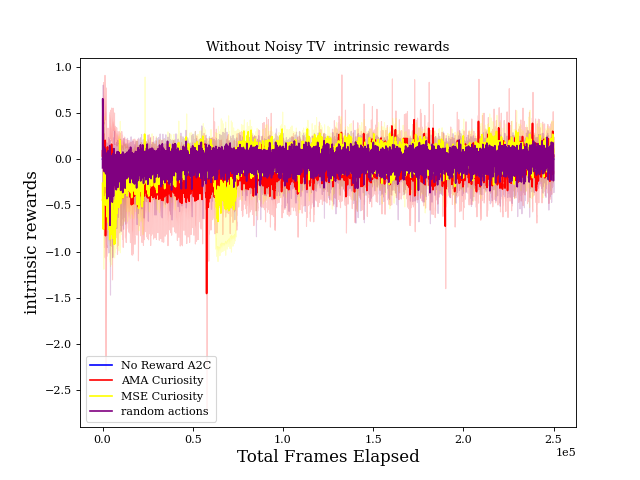 Without Noisy TV  intrinsic rewards
intrinsic rewards
1.0
0.5
0.0
−0.5
−1.0
−1.5
−2.0
−2.5
No Reward A2C
AMA Curiosity
MSE Curiosity
random actions
0.0
0.5
1.0
1.5
2.0
2.5
1e5
Total Frames Elapsed